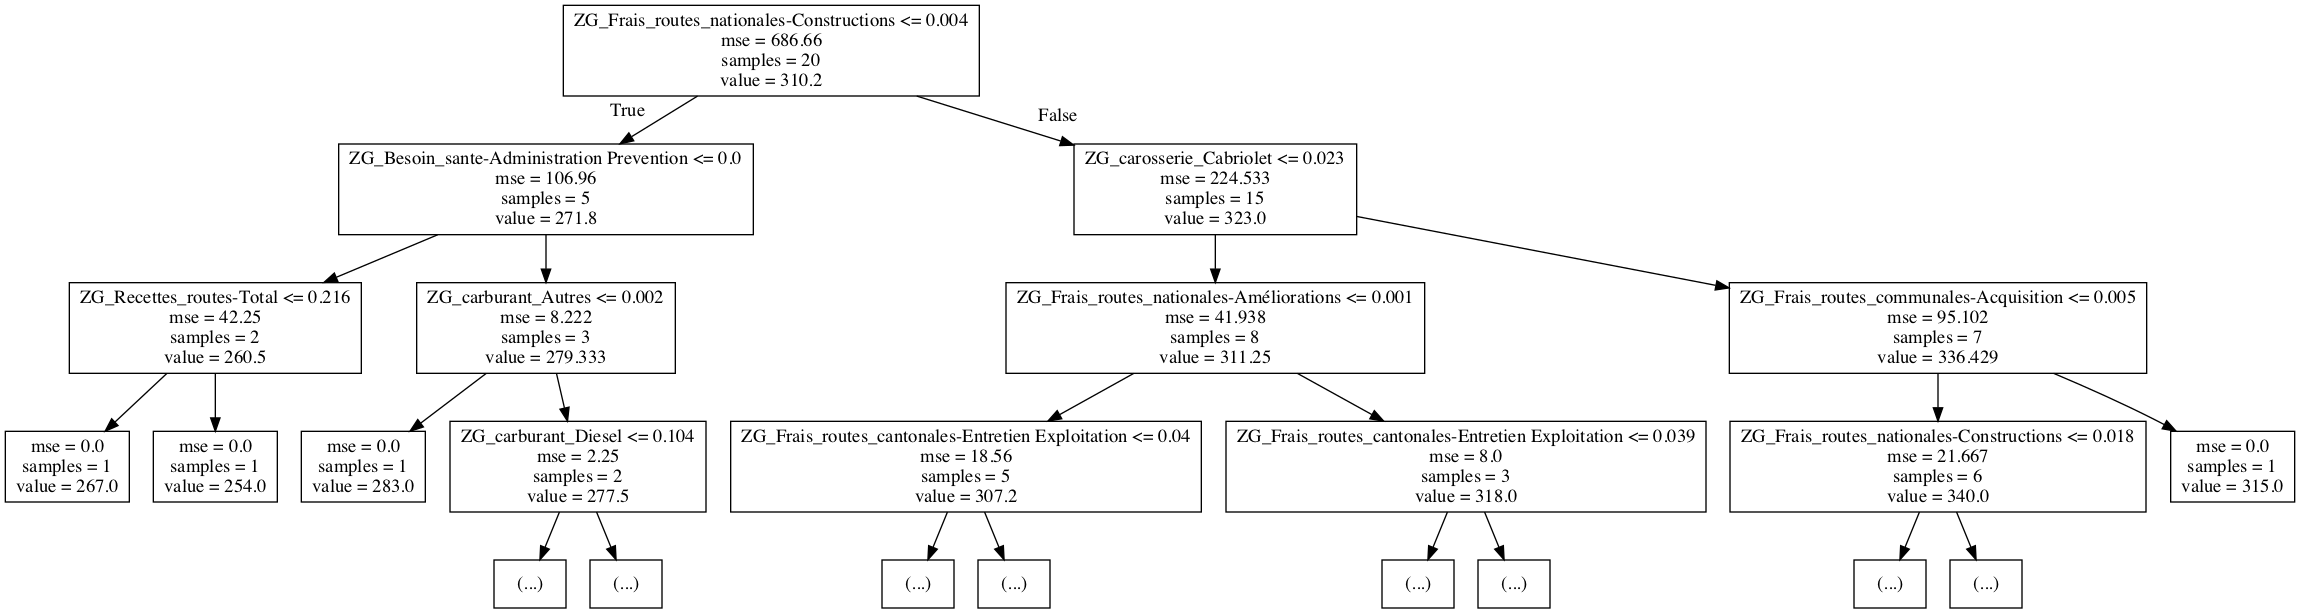 ZG_Frais_routes_nationales-Constructions <= 0.004
mse = 686.66
samples = 20
value = 310.2
True
False
ZG_Besoin_sante-Administration Prevention <= 0.0
mse = 106.96
samples = 5
value = 271.8
ZG_carosserie_Cabriolet <= 0.023
mse = 224.533
samples = 15
value = 323.0
ZG_Recettes_routes-Total <= 0.216
mse = 42.25
samples = 2
value = 260.5
ZG_carburant_Autres <= 0.002
mse = 8.222
samples = 3
value = 279.333
ZG_Frais_routes_nationales-Améliorations <= 0.001
mse = 41.938
samples = 8
value = 311.25
ZG_Frais_routes_communales-Acquisition <= 0.005
mse = 95.102
samples = 7
value = 336.429
mse = 0.0
samples = 1
value = 267.0
mse = 0.0
samples = 1
value = 254.0
mse = 0.0
samples = 1
value = 283.0
ZG_carburant_Diesel <= 0.104
mse = 2.25
samples = 2
value = 277.5
ZG_Frais_routes_cantonales-Entretien Exploitation <= 0.04
mse = 18.56
samples = 5
value = 307.2
ZG_Frais_routes_cantonales-Entretien Exploitation <= 0.039
mse = 8.0
samples = 3
value = 318.0
ZG_Frais_routes_nationales-Constructions <= 0.018
mse = 21.667
samples = 6
value = 340.0
mse = 0.0
samples = 1
value = 315.0
(...)
(...)
(...)
(...)
(...)
(...)
(...)
(...)